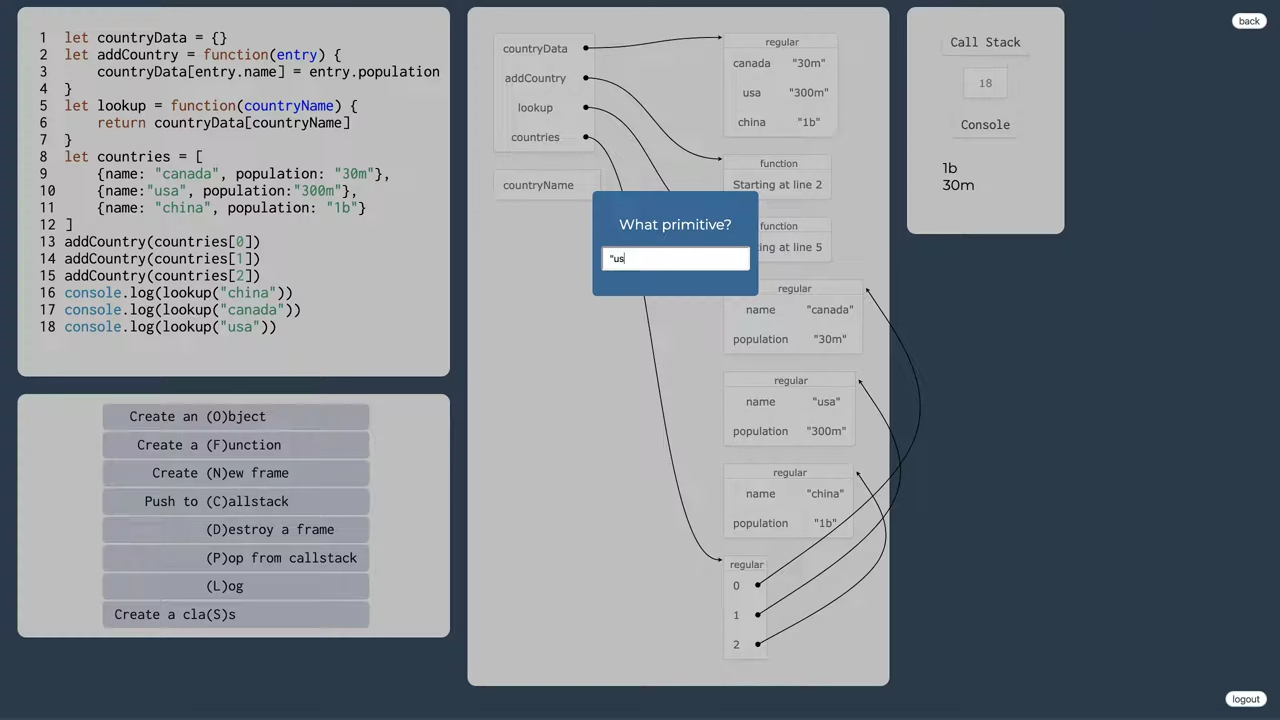 1 let countryData = {}
2 let addCountry = function(entry) {
3 countryData[entry.name] = entry.population
4 }
5 let lookup = function(countryName) {
6 return countryData[countryName]
7 }
8 let countries = [
9 {name: "canada", population: "30m"},
10 {name:"usa", population:"300m"},
11 {name: "china", population: "1b"}
12 ]
13 addCountry(countries[0])
14 addCountry(countries[1])
15 addCountry(countries[2])
16 console.log(lookup("china"))
17 console.log(lookup("canada"))
18 console.log(lookup("usa"))
Create an (O)bject
Create a (F)unction
Create (N)ew frame
Push to (C)allstack
(D)estroy a frame
(P)op from callstack
(L)og
Create a cla(S)s
countryData
addCountry
lookup
countries
countryName
What primitive?
"us
regular
canada "30m"
usa "300m"
china "1b"
function
Starting at line 2
function
ing at line 5
regular
name "canada"
population "30m"
regular
name "usa"
population "300m"
regular
name "china"
population "1b"
regular
0
1
2
Call Stack
18
Console
1b
30m
back
logout